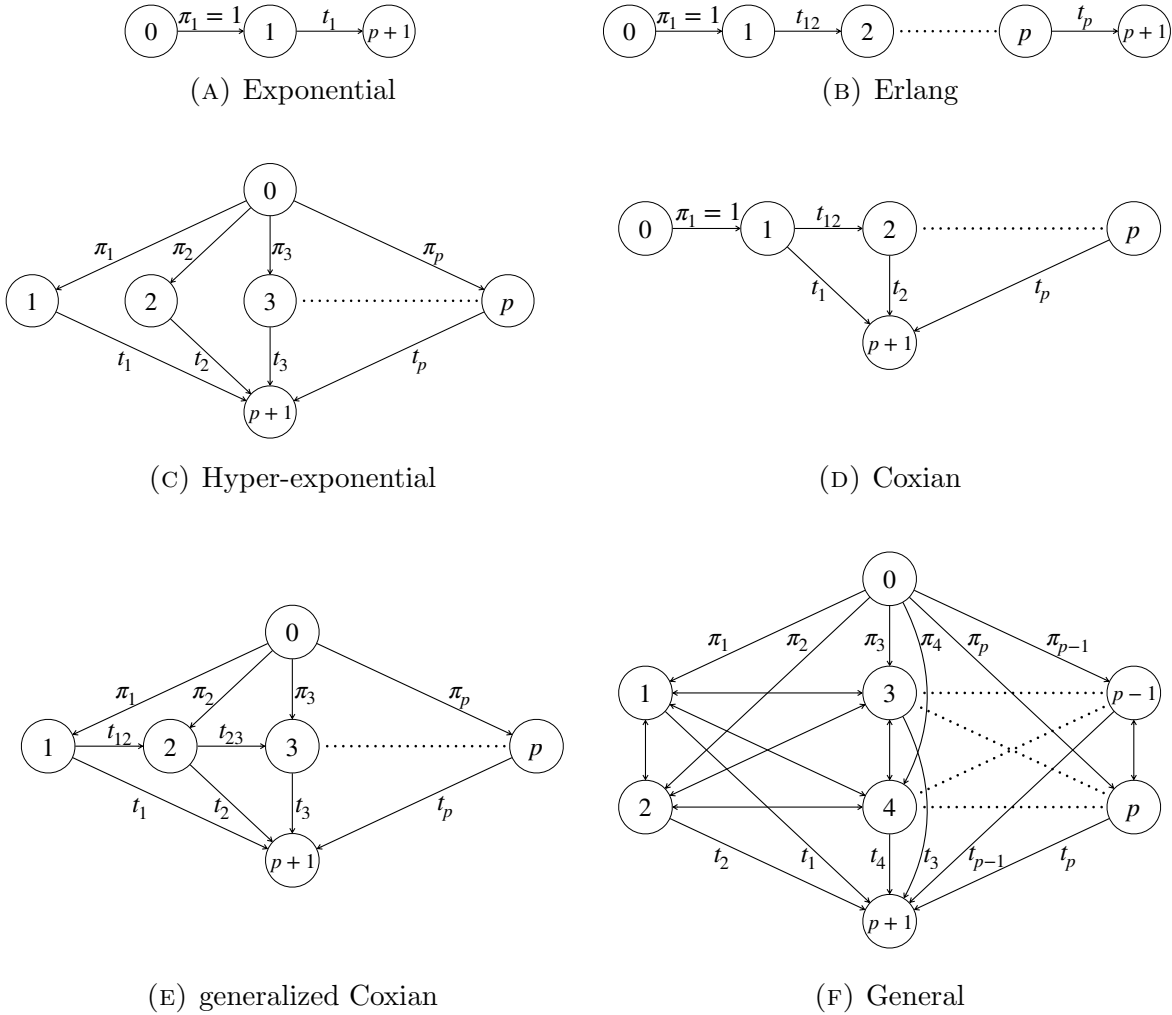 0 π₁ = 1 1 t₁ p + 1
(A) Exponential
0 π₁ = 1 1 t₁₂ 2 p tₚ p + 1
(B) Erlang
0
π₁ π₂ π₃ πₚ
1 2 3 p
t₁ t₂ t₃ tₚ
p + 1
(C) Hyper-exponential
0 π₁ = 1 1 t₁₂ 2 p
t₁ t₂ tₚ
p + 1
(D) Coxian
0
π₁ π₂ π₃ πₚ
1 t₁₂ 2 t₂₃ 3 p
t₁ t₂ t₃ tₚ
p + 1
(E) generalized Coxian
0
π₁ π₂ π₃ π₄ πₚ πₚ₋₁
1 3 p − 1
2 4 p
t₂ t₁ t₄ t₃ tₚ₋₁ tₚ
p + 1
(F) General